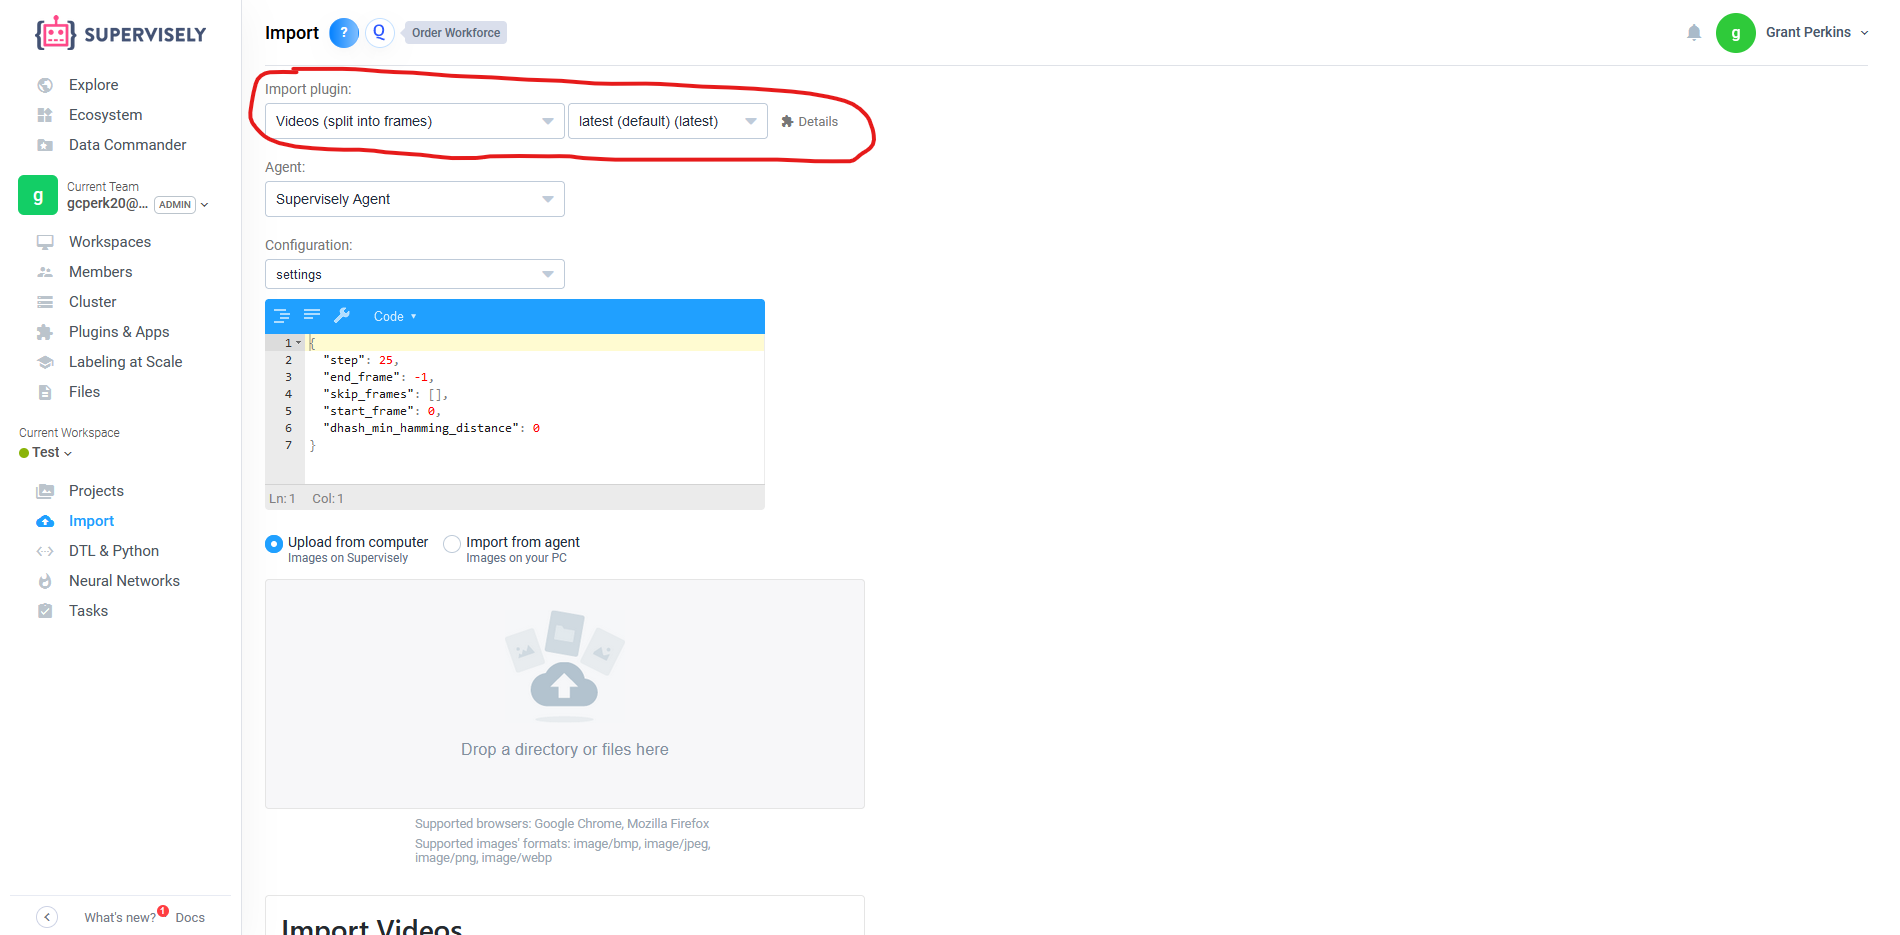 SUPERVISELY
Explore
Ecosystem
Data Commander
g
Current Team
gcperk20@... ADMIN
Workspaces
Members
Cluster
Plugins & Apps
Labeling at Scale
Files
Current Workspace
Test
Projects
Import
DTL & Python
Neural Networks
Tasks
What's new? 1 Docs
Import ? Q Order Workforce
g Grant Perkins
Import plugin:
Videos (split into frames) latest (default) (latest) Details
Agent:
Supervisely Agent
Configuration:
settings
Code
1 {
2 "step": 25,
3 "end_frame": -1,
4 "skip_frames": [],
5 "start_frame": 0,
6 "dhash_min_hamming_distance": 0
7 }
Ln: 1 Col: 1
Upload from computer Import from agent
Images on Supervisely Images on your PC
Drop a directory or files here
Supported browsers: Google Chrome, Mozilla Firefox
Supported images' formats: image/bmp, image/jpeg,
image/png, image/webp
Import Videos